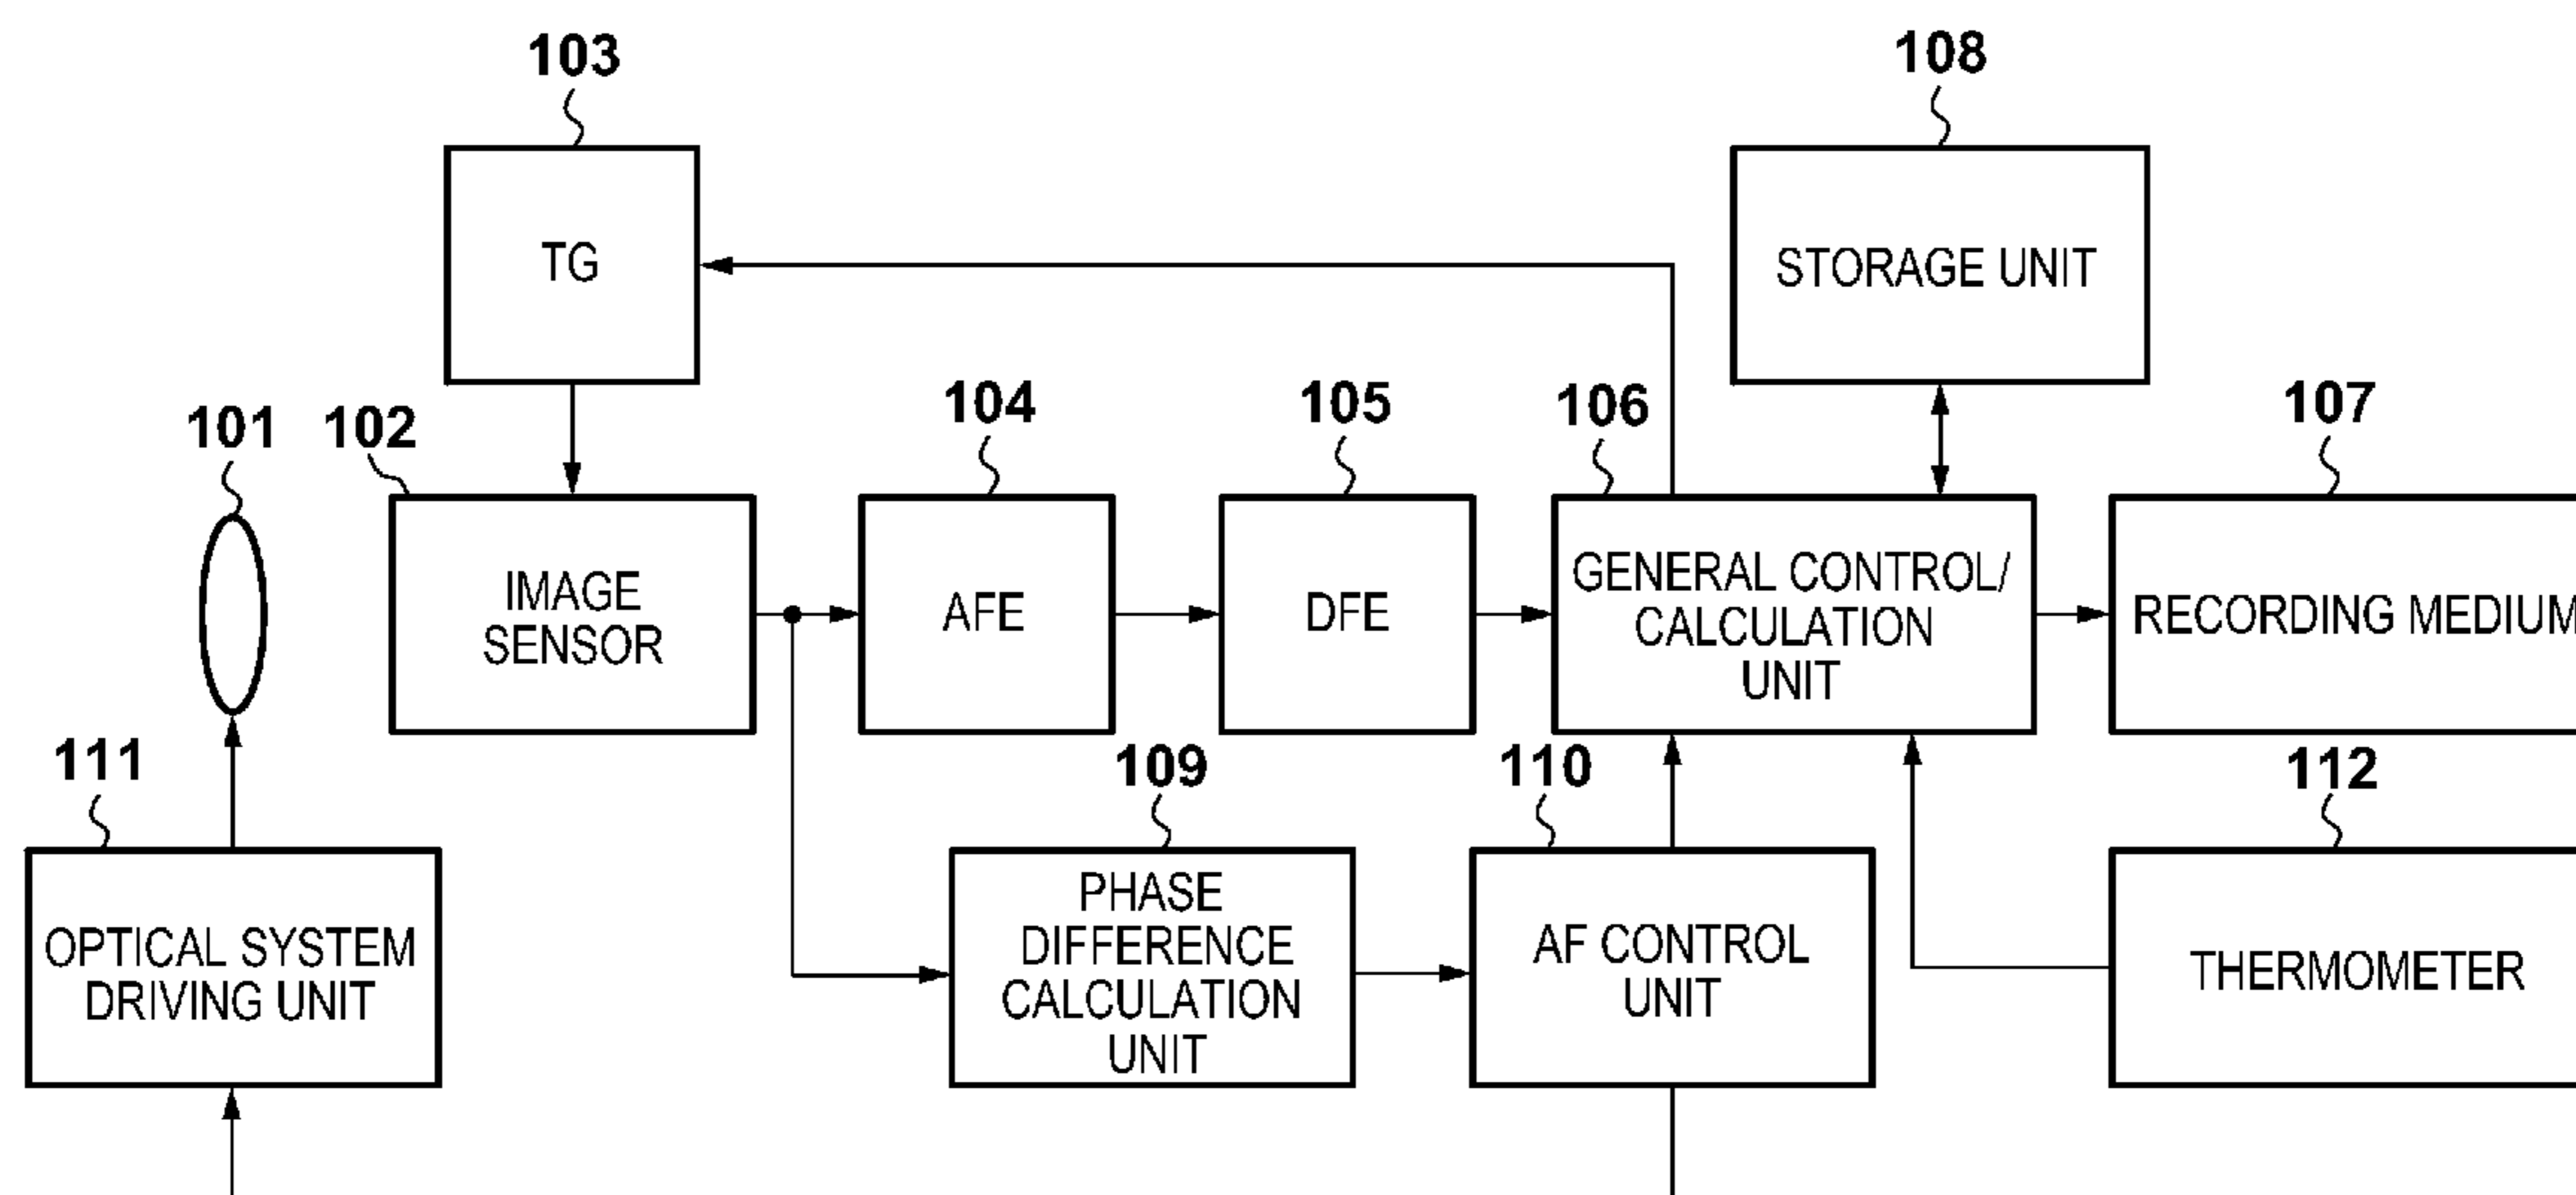 103
108
TG
STORAGE UNIT
101
102
104
105
106
107
IMAGE
SENSOR
AFE
DFE
GENERAL CONTROL/
CALCULATION
UNIT
RECORDING MEDIUM
111
109
110
112
OPTICAL SYSTEM
DRIVING UNIT
PHASE
DIFFERENCE
CALCULATION
UNIT
AF CONTROL
UNIT
THERMOMETER